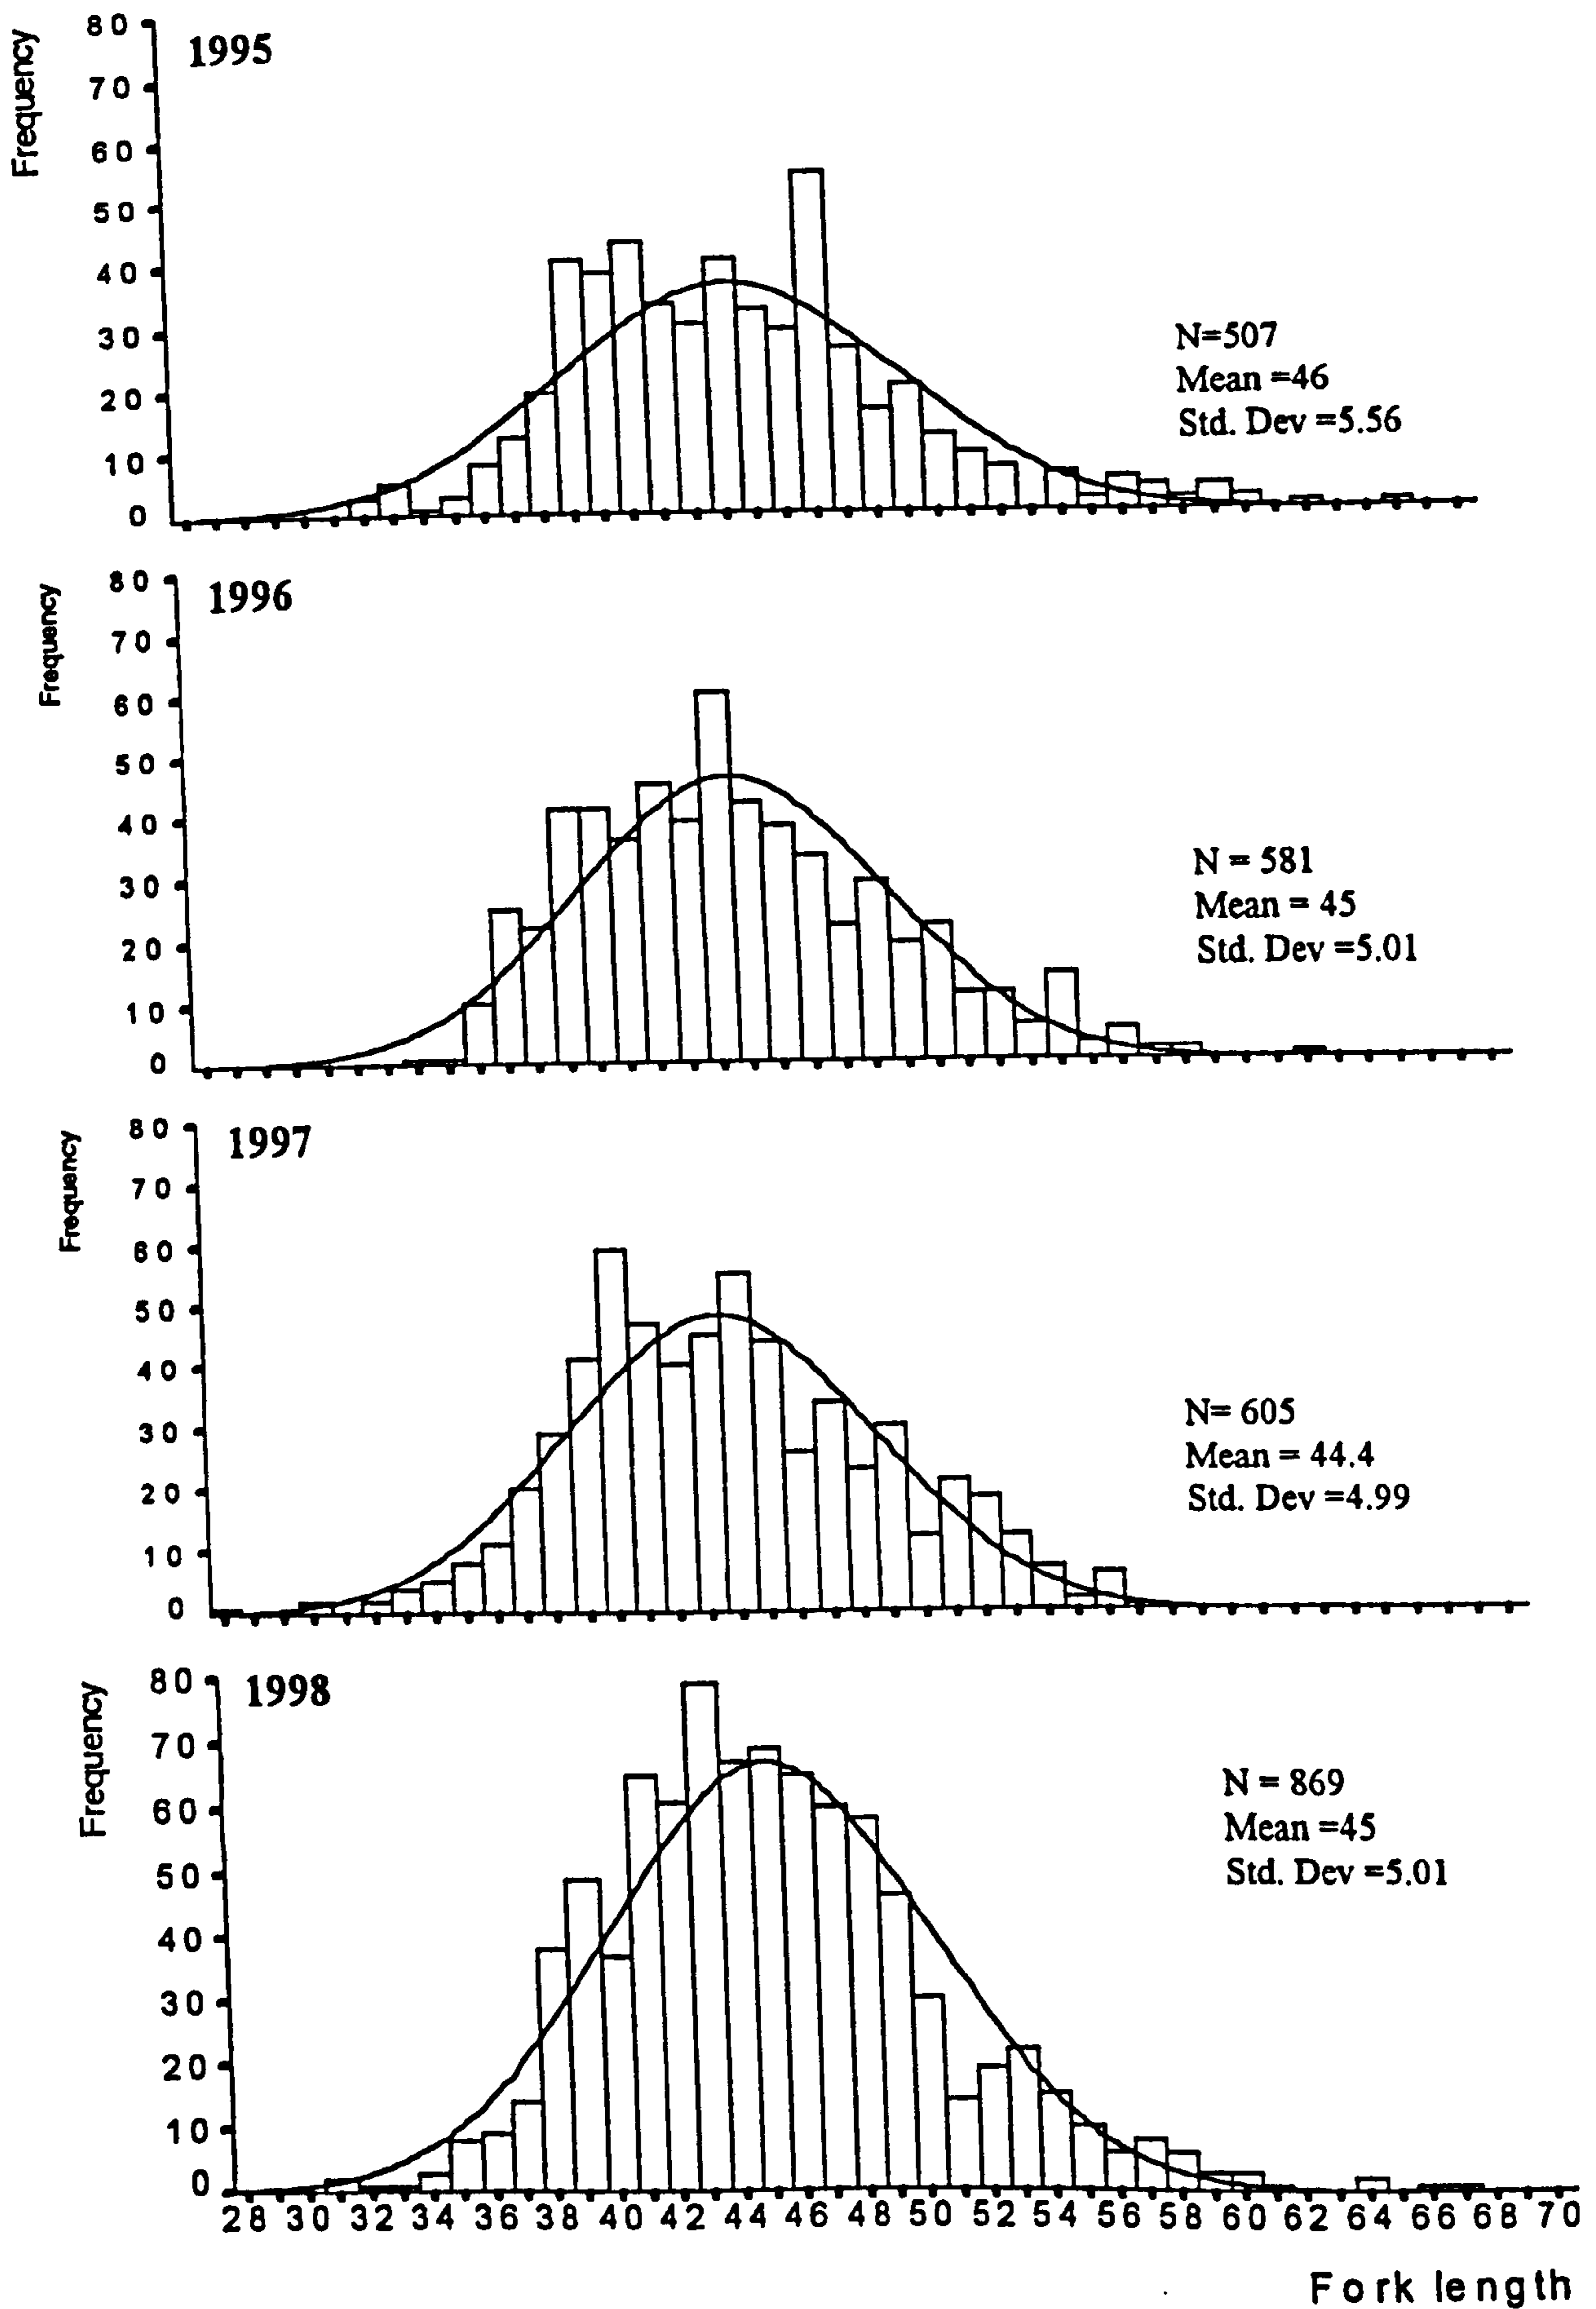 80
1995
70
60
50
40
30
20
10
0
Frequency
N=507
Mean =46
Std. Dev =5.56
80
1996
70
60
50
40
30
20
10
0
Frequency
N = 581
Mean = 45
Std. Dev =5.01
80
1997
70
60
50
40
30
20
10
0
Frequency
N= 605
Mean = 44.4
Std. Dev =4.99
80
1998
70
60
50
40
30
20
10
0
Frequency
N = 869
Mean =45
Std. Dev =5.01
28 30 32 34 36 38 40 42 44 46 48 50 52 54 56 58 60 62 64 66 68 70
Fork length